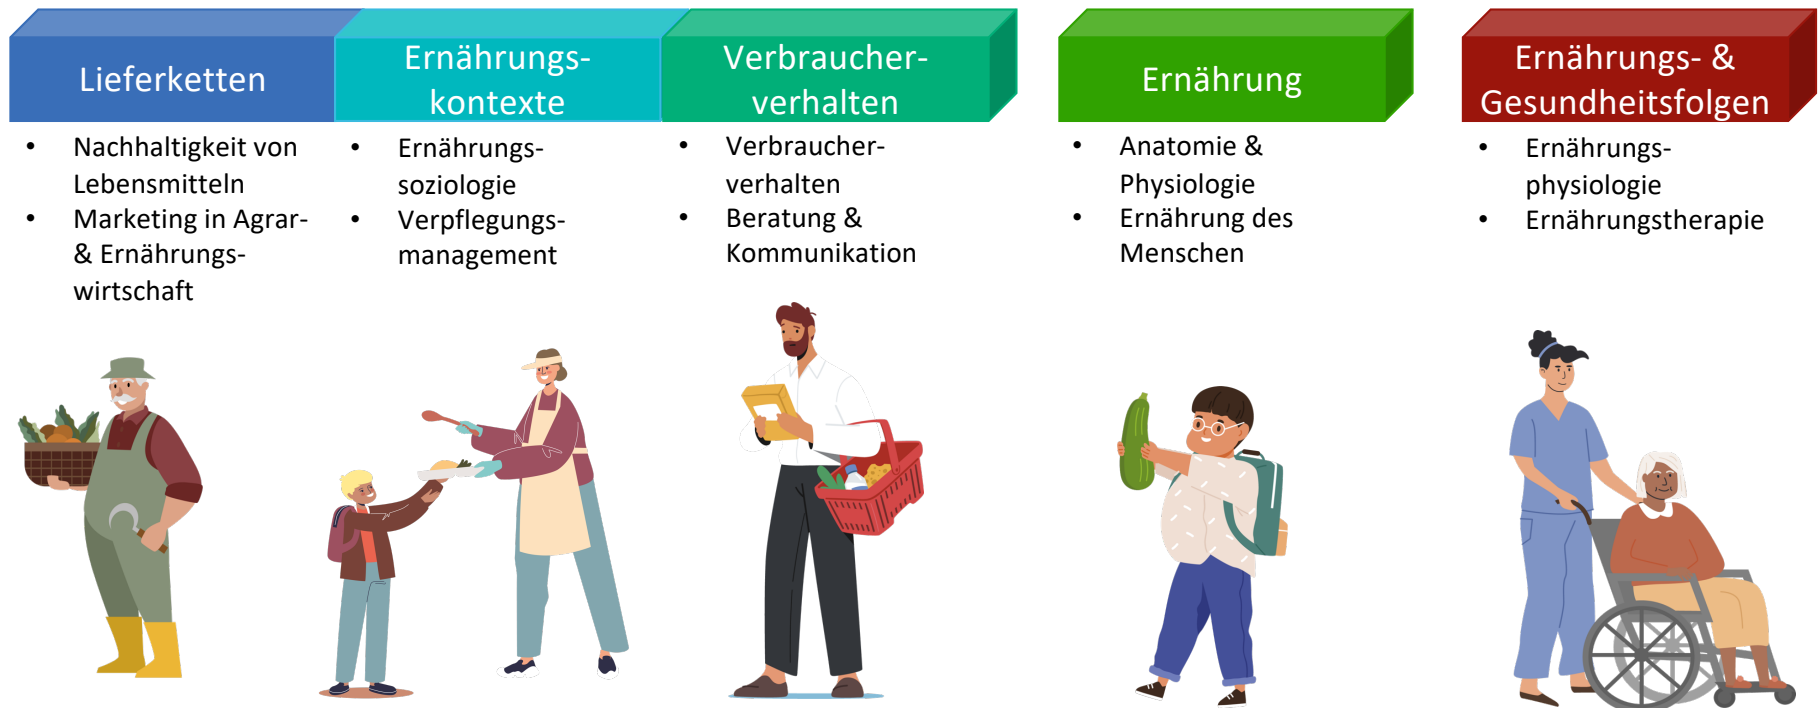 Lieferketten
Ernährungs-
kontexte
Verbraucher-
verhalten
Ernährung
Ernährungs- &
Gesundheitsfolgen
• Nachhaltigkeit von
Lebensmitteln
• Marketing in Agrar-
& Ernährungs-
wirtschaft
• Ernährungs-
soziologie
• Verpflegungs-
management
• Verbraucher-
verhalten
• Beratung &
Kommunikation
• Anatomie &
Physiologie
• Ernährung des
Menschen
• Ernährungs-
physiologie
• Ernährungstherapie